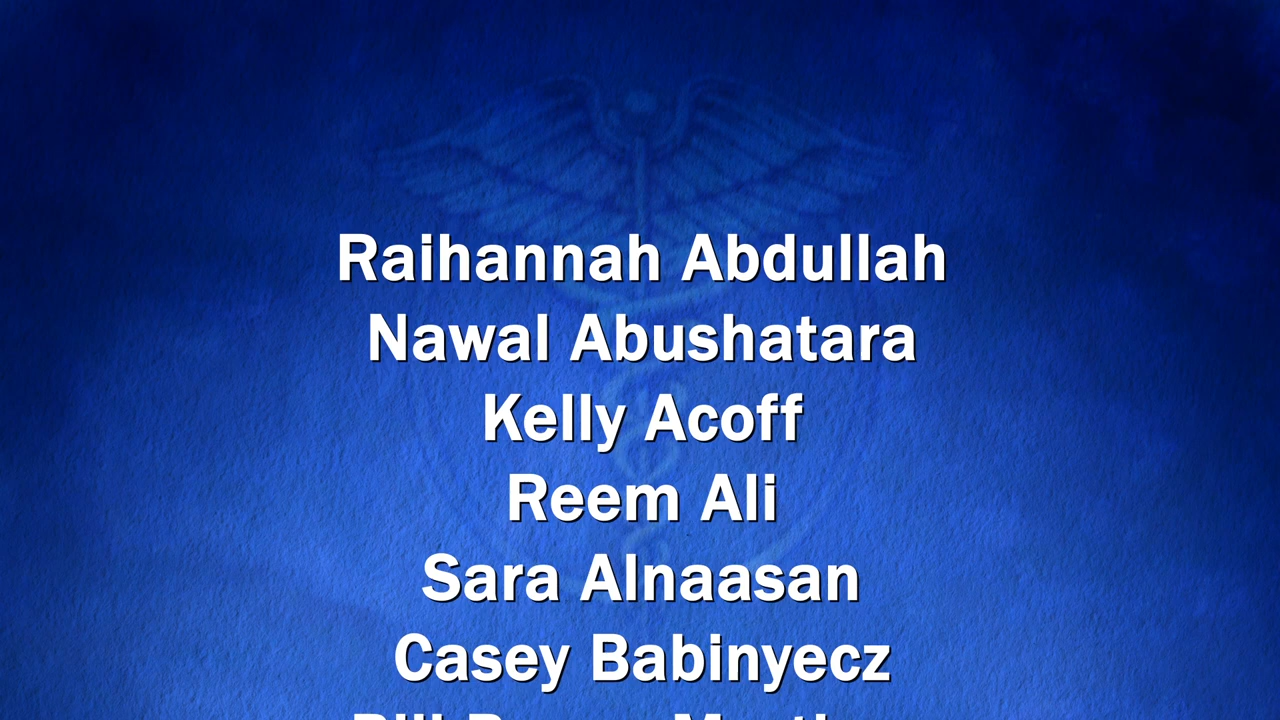 Raihannah Abdullah
Nawal Abushatara
Kelly Acoff
Reem Ali
Sara Alnaasan
Casey Babinyecz